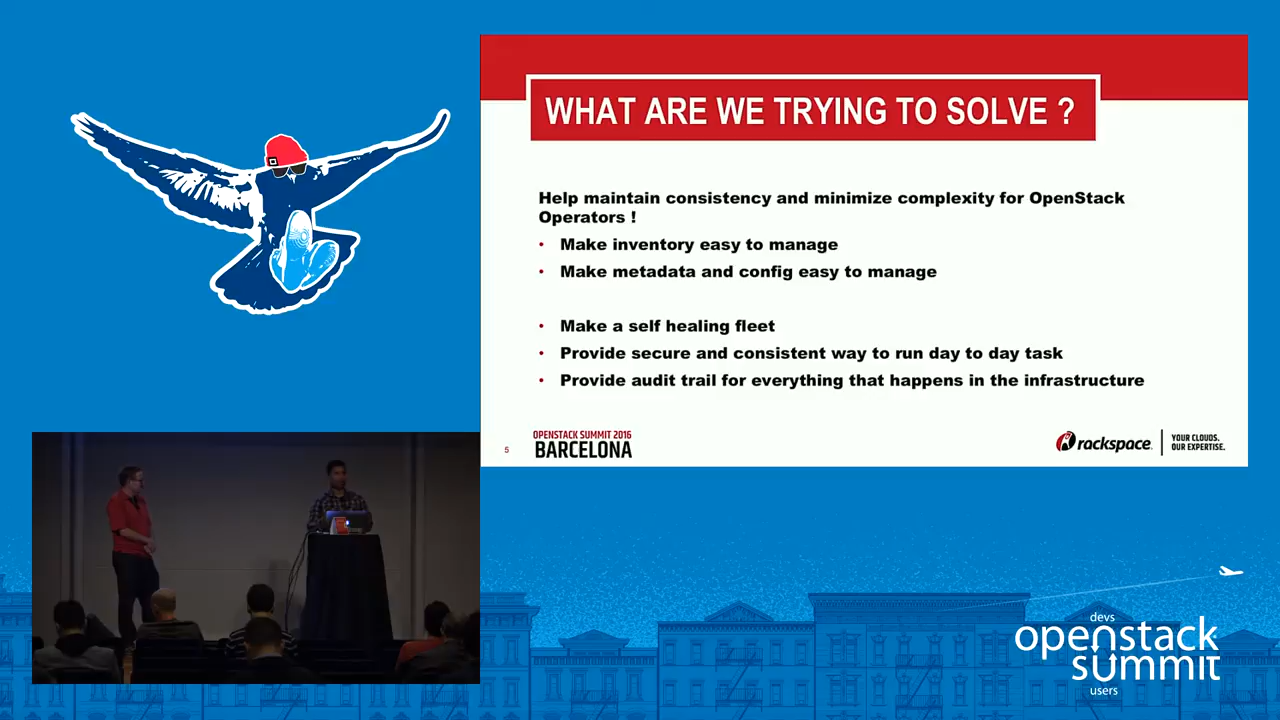 WHAT ARE WE TRYING TO SOLVE ?
Help maintain consistency and minimize complexity for OpenStack
Operators !
• Make inventory easy to manage
• Make metadata and config easy to manage
• Make a self healing fleet
• Provide secure and consistent way to run day to day task
• Provide audit trail for everything that happens in the infrastructure
5
OPENSTACK SUMMIT 2016
BARCELONA
rackspace.
YOUR CLOUDS.
OUR EXPERTISE.
devs
openstack
summit
users